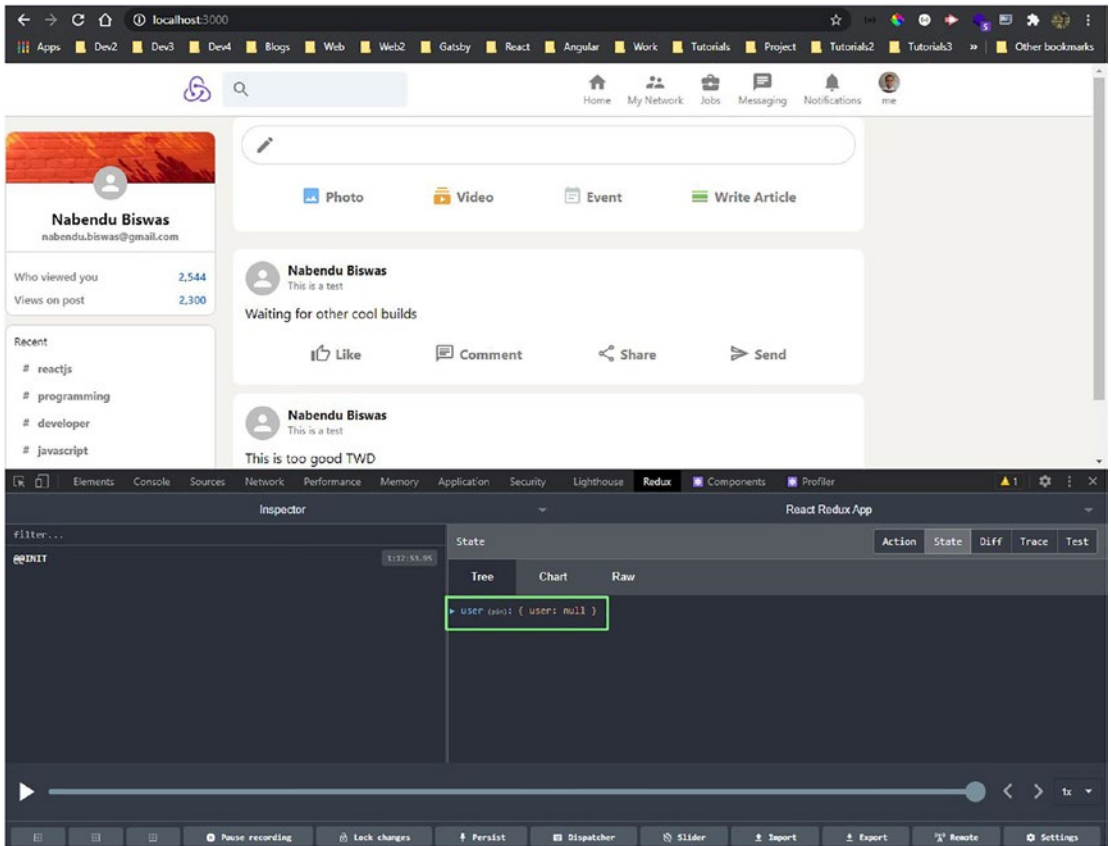 localhost:3000
Apps Dev2 Dev3 Dev4 Blogs Web Web2 Gatsby React Angular Work Tutorials Project Tutorials2 Tutorials3 » Other bookmarks
Home My Network Jobs Messaging Notifications me
Nabendu Biswas
nabendu.biswas@gmail.com
Who viewed you 2,544
Views on post 2,300
Recent
# reactjs
# programming
# developer
# javascript
Photo Video Event Write Article
Nabendu Biswas
This is a test
Waiting for other cool builds
Like Comment Share Send
Nabendu Biswas
This is a test
This is too good TWD
Elements Console Sources Network Performance Memory Application Security Lighthouse Redux Components Profiler 1
Inspector React Redux App
filter...
@@INIT 1:12:53.95
State Action State Diff Trace Test
Tree Chart Raw
user (pin): { user: null }
1x
Pause recording Lock changes Persist Dispatcher Slider Import Export Remote Settings